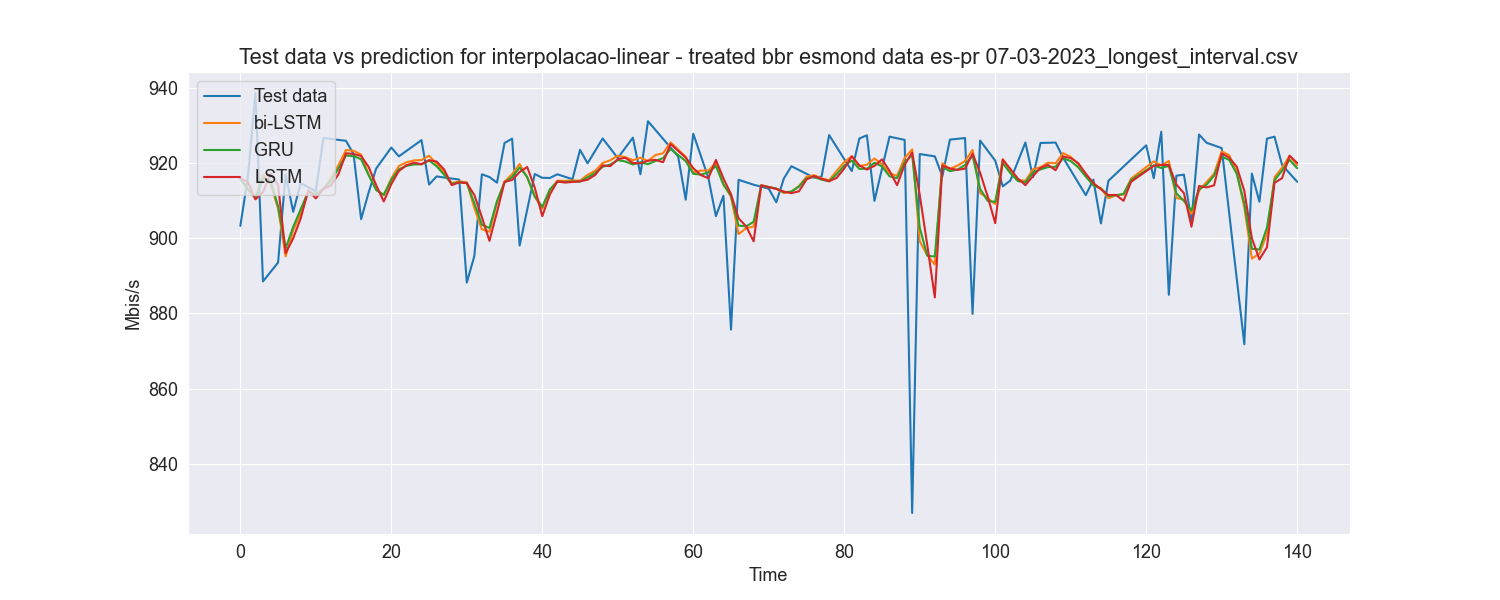 Test data vs prediction for interpolacao-linear - treated bbr esmond data es-pr 07-03-2023_longest_interval.csv
Test data
bi-LSTM
GRU
LSTM
940
920
900
880
860
840
Mbis/s
0 20 40 60 80 100 120 140
Time